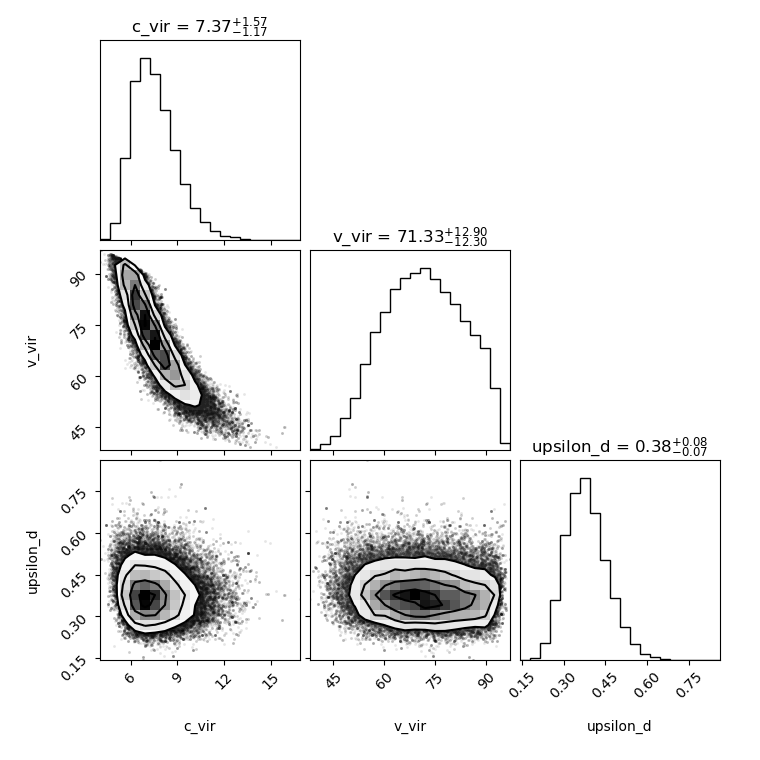 c_vir = 7.37+1.57−1.17
v_vir = 71.33+12.90−12.30
90
75
60
45
v_vir
upsilon_d = 0.38+0.08−0.07
0.75
0.60
0.45
0.30
0.15
upsilon_d
6 9 12 15
45 60 75 90
0.15 0.30 0.45 0.60 0.75
c_vir
v_vir
upsilon_d